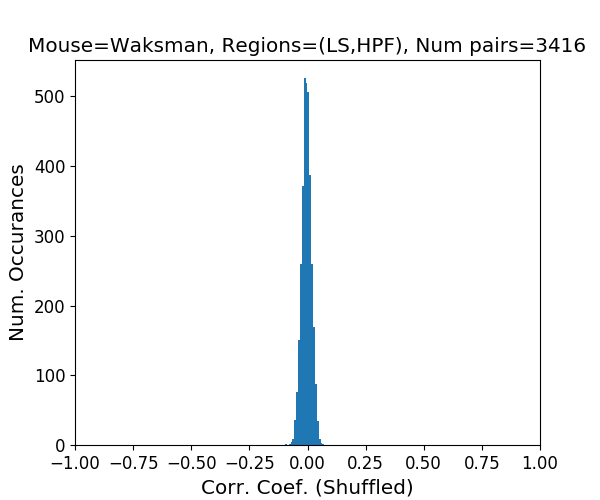 Mouse=Waksman, Regions=(LS,HPF), Num pairs=3416
500
400
300
200
100
0
Num. Occurances
−1.00 −0.75 −0.50 −0.25 0.00 0.25 0.50 0.75 1.00
Corr. Coef. (Shuffled)